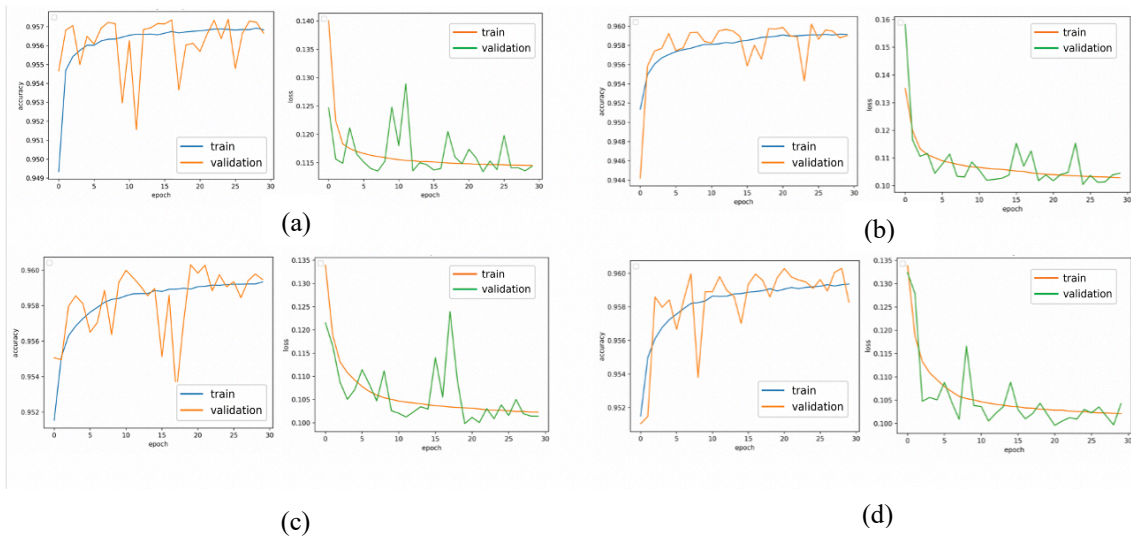 0.957
0.956
0.955
0.953
0.952
0.951
0.950
0.949
accuracy
0 5 10 15 20 25 30
epoch
train
validation
0.140
0.135
0.130
0.125
0.120
0.115
loss
0 5 10 15 20 25 30
epoch
train
validation
(a)
0.960
0.958
0.956
0.954
0.952
0.950
0.948
0.946
0.944
accuracy
0 5 10 15 20 25 30
epoch
train
validation
0.16
0.15
0.14
0.13
0.12
0.11
0.10
loss
0 5 10 15 20 25 30
epoch
train
validation
(b)
0.960
0.958
0.956
0.954
0.952
accuracy
0 5 10 15 20 25 30
epoch
train
validation
0.135
0.130
0.125
0.120
0.115
0.110
0.105
0.100
loss
0 5 10 15 20 25 30
epoch
train
validation
(c)
0.960
0.958
0.956
0.954
0.952
accuracy
0 5 10 15 20 25 30
epoch
train
validation
0.135
0.130
0.125
0.120
0.115
0.110
0.105
0.100
loss
0 5 10 15 20 25 30
epoch
train
validation
(d)